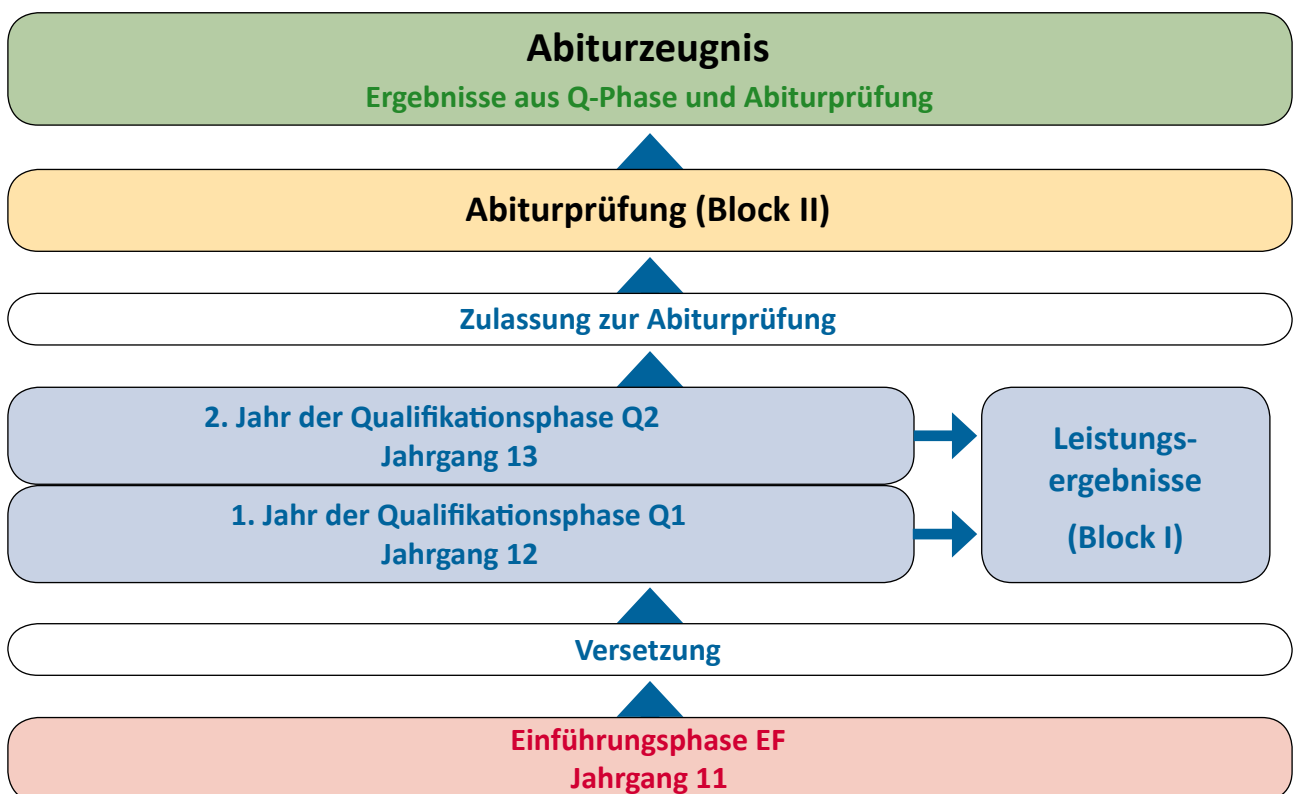 Abiturzeugnis
Ergebnisse aus Q-Phase und Abiturprüfung
Abiturprüfung (Block II)
Zulassung zur Abiturprüfung
2. Jahr der Qualifikationsphase Q2
Jahrgang 13
1. Jahr der Qualifikationsphase Q1
Jahrgang 12
Leistungs-
ergebnisse
(Block I)
Versetzung
Einführungsphase EF
Jahrgang 11